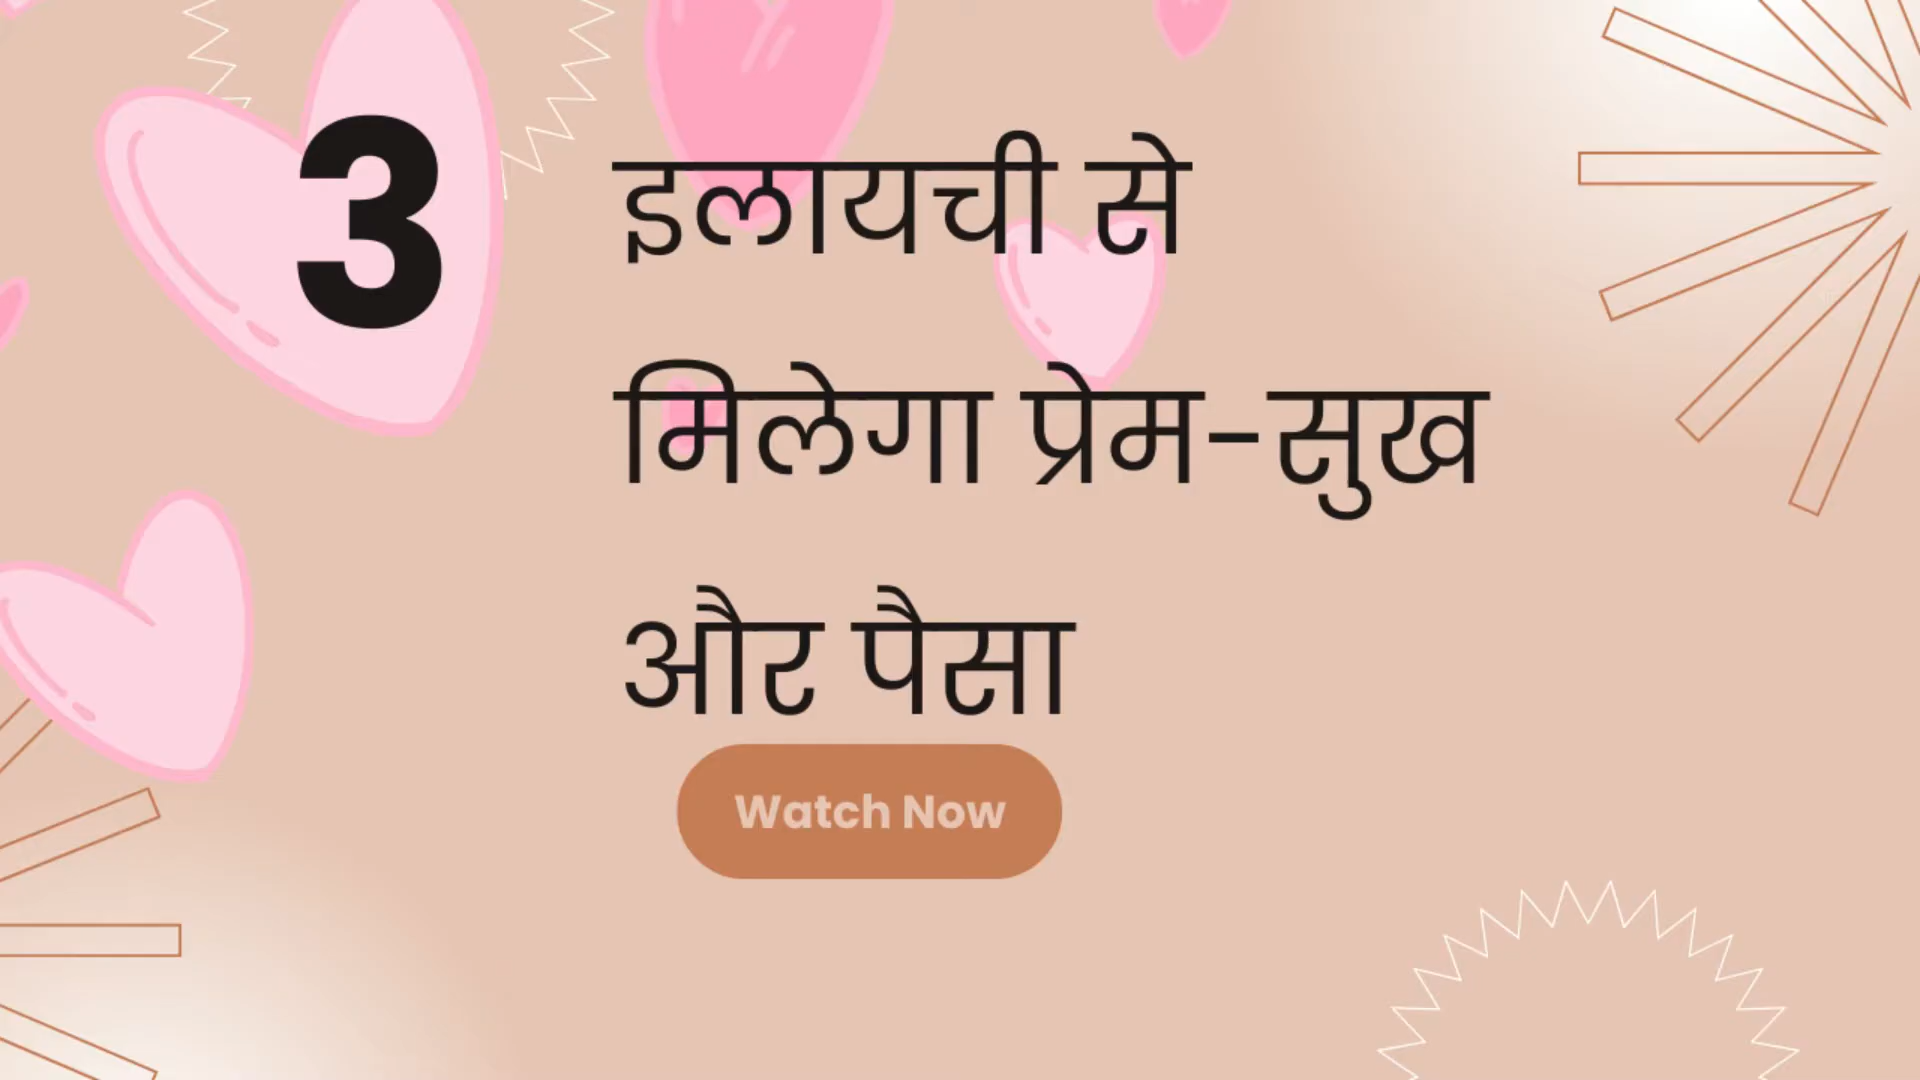 3 इलायची से
मिलेगा प्रेम-सुख
और पैसा
Watch Now